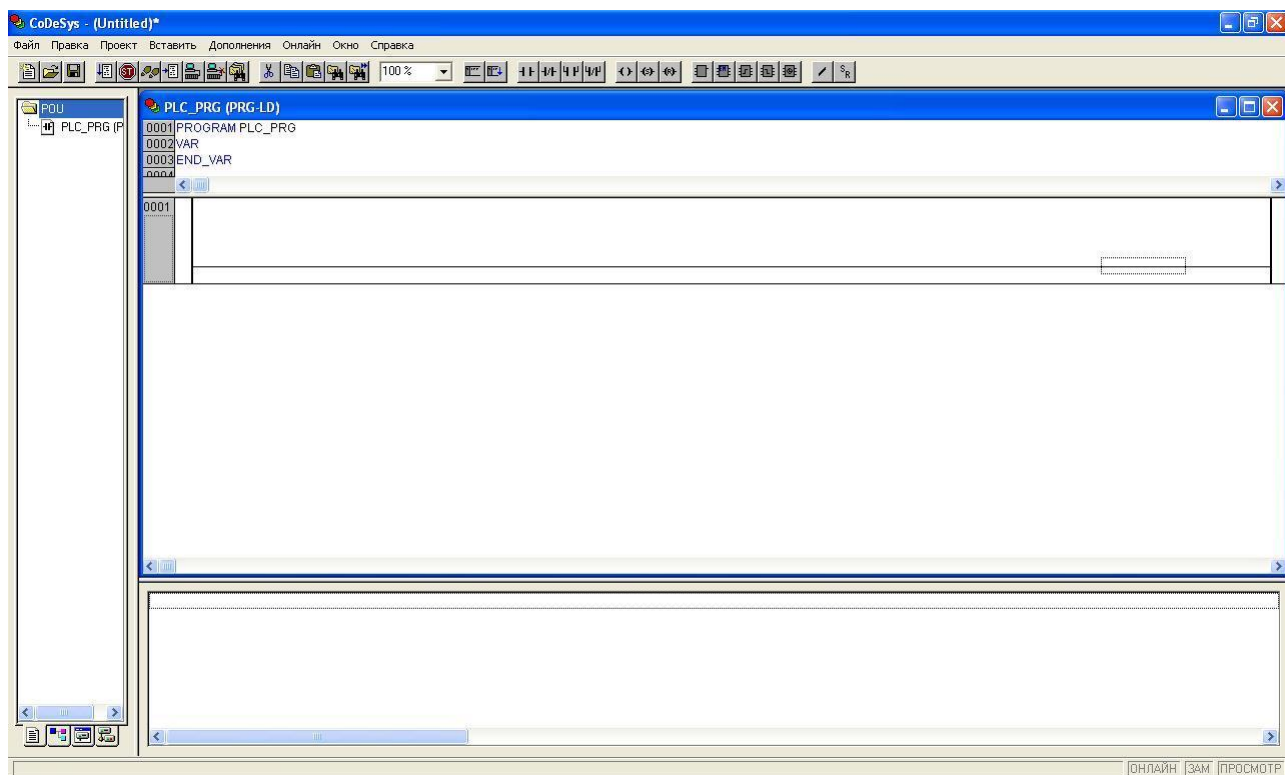 CoDeSys - (Untitled)*
Файл Правка Проект Вставить Дополнения Онлайн Окно Справка
100 %
POU
PLC_PRG (P
PLC_PRG (PRG-LD)
0001 PROGRAM PLC_PRG
0002 VAR
0003 END_VAR
0004
0001
ОНЛАЙН ЗАМ ПРОСМОТР